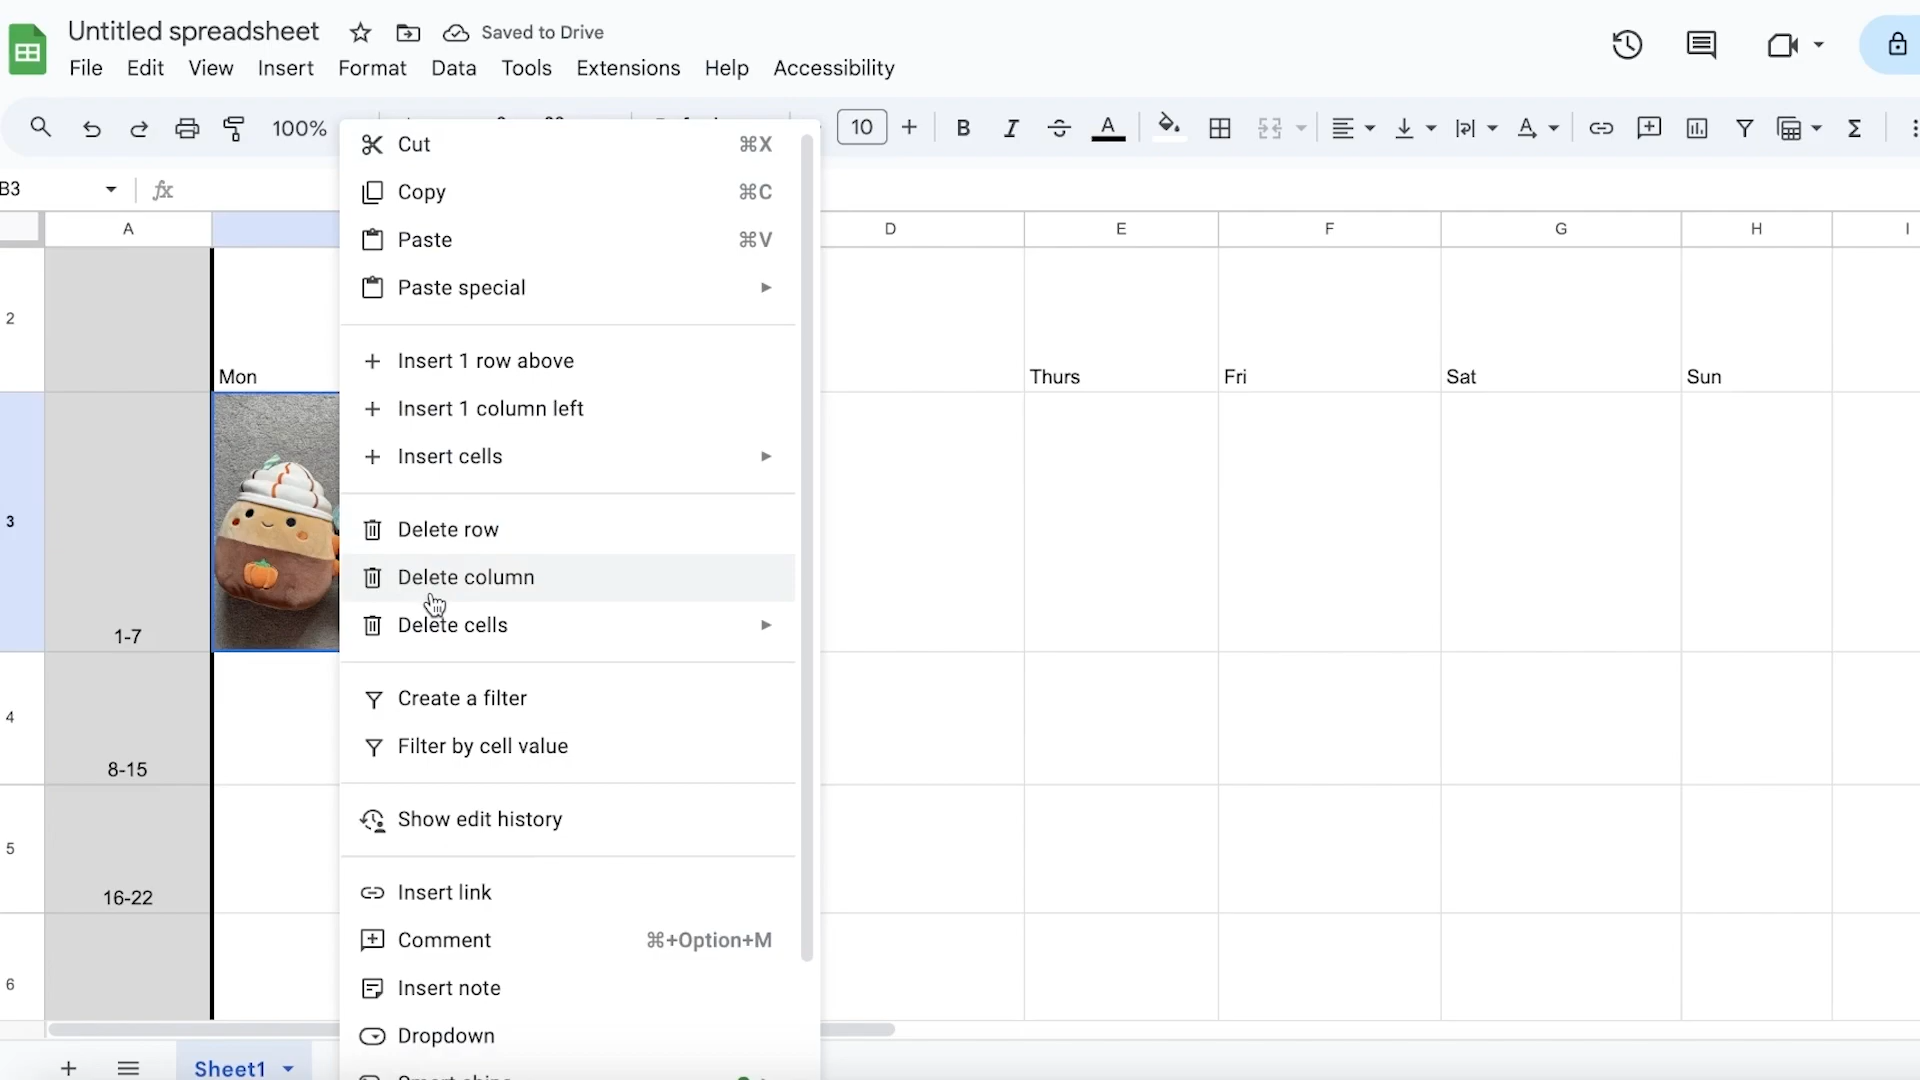 Untitled spreadsheet Saved to Drive
File Edit View Insert Format Data Tools Extensions Help Accessibility
100% 10 B I S A
B3 fx
A D E F G H I
Cut ⌘X
Copy ⌘C
Paste ⌘V
Paste special
Insert 1 row above
Insert 1 column left
Insert cells
Delete row
Delete column
Delete cells
Create a filter
Filter by cell value
Show edit history
Insert link
Comment ⌘+Option+M
Insert note
Dropdown
2
Mon Thurs Fri Sat Sun
3
1-7
4
8-15
5
16-22
6
Sheet1